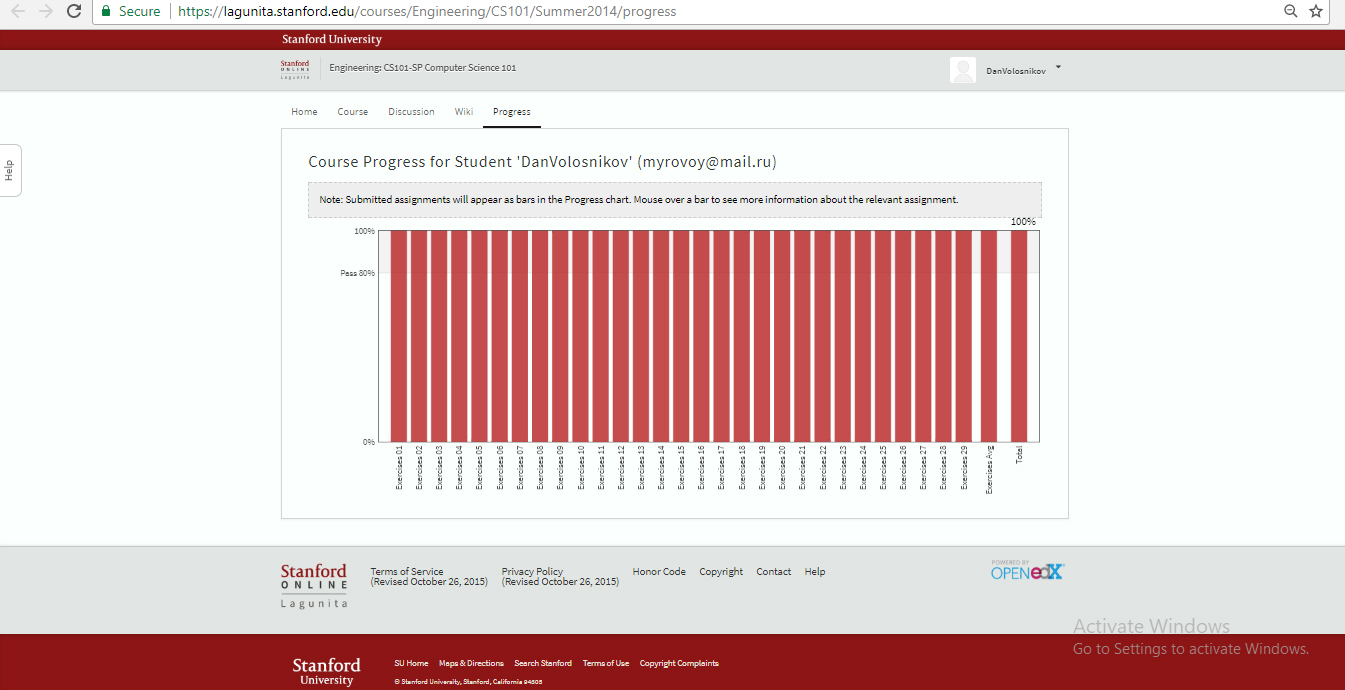 Secure https://lagunita.stanford.edu/courses/Engineering/CS101/Summer2014/progress
Stanford University
Stanford
ONLINE
Lagunita
Engineering: CS101-SP Computer Science 101
DanVolosnikov
Home Course Discussion Wiki Progress
Help
Course Progress for Student 'DanVolosnikov' (myrovoy@mail.ru)
Note: Submitted assignments will appear as bars in the Progress chart. Mouse over a bar to see more information about the relevant assignment.
100%
100%
Pass 80%
0%
Exercises 01
Exercises 02
Exercises 03
Exercises 04
Exercises 05
Exercises 06
Exercises 07
Exercises 08
Exercises 09
Exercises 10
Exercises 11
Exercises 12
Exercises 13
Exercises 14
Exercises 15
Exercises 16
Exercises 17
Exercises 18
Exercises 19
Exercises 20
Exercises 21
Exercises 22
Exercises 23
Exercises 24
Exercises 25
Exercises 26
Exercises 27
Exercises 28
Exercises 29
Exercises Avg
Total
Stanford
ONLINE
Lagunita
Terms of Service
(Revised October 26, 2015)
Privacy Policy
(Revised October 26, 2015)
Honor Code Copyright Contact Help
POWERED BY
OPEN edX
Activate Windows
Go to Settings to activate Windows.
Stanford
University
SU Home Maps & Directions Search Stanford Terms of Use Copyright Complaints
© Stanford University, Stanford, California 94305